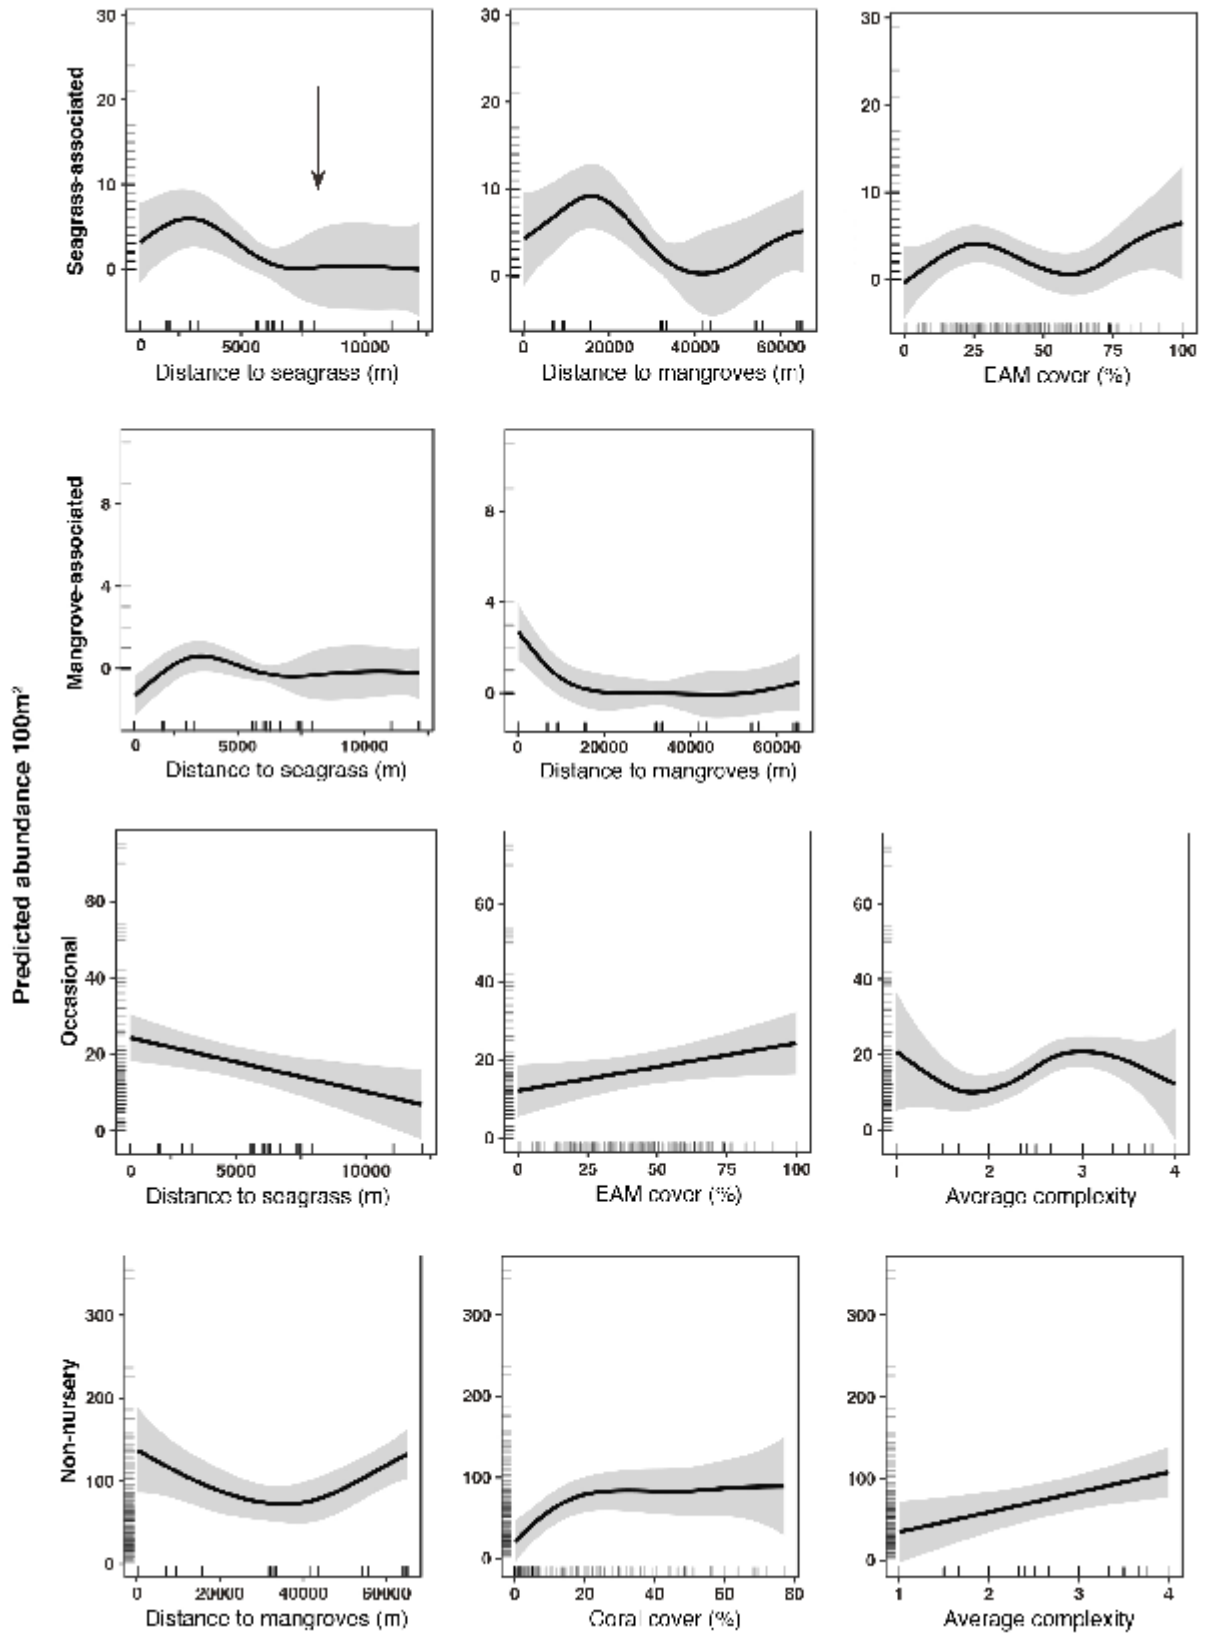 Predicted abundance 100m²
Seagrass-associated
30
20
10
0
0 5000 10000
Distance to seagrass (m)
30
20
10
0
0 20000 40000 60000
Distance to mangroves (m)
30
20
10
0
0 25 50 75 100
EAM cover (%)
Mangrove-associated
8
4
0
0 5000 10000
Distance to seagrass (m)
8
4
0
0 20000 40000 60000
Distance to mangroves (m)
Occasional
60
40
20
0
0 5000 10000
Distance to seagrass (m)
60
40
20
0
0 25 50 75 100
EAM cover (%)
60
40
20
0
1 2 3 4
Average complexity
Non-nursery
300
200
100
0
0 20000 40000 60000
Distance to mangroves (m)
300
200
100
0
0 20 40 60 80
Coral cover (%)
300
200
100
0
1 2 3 4
Average complexity